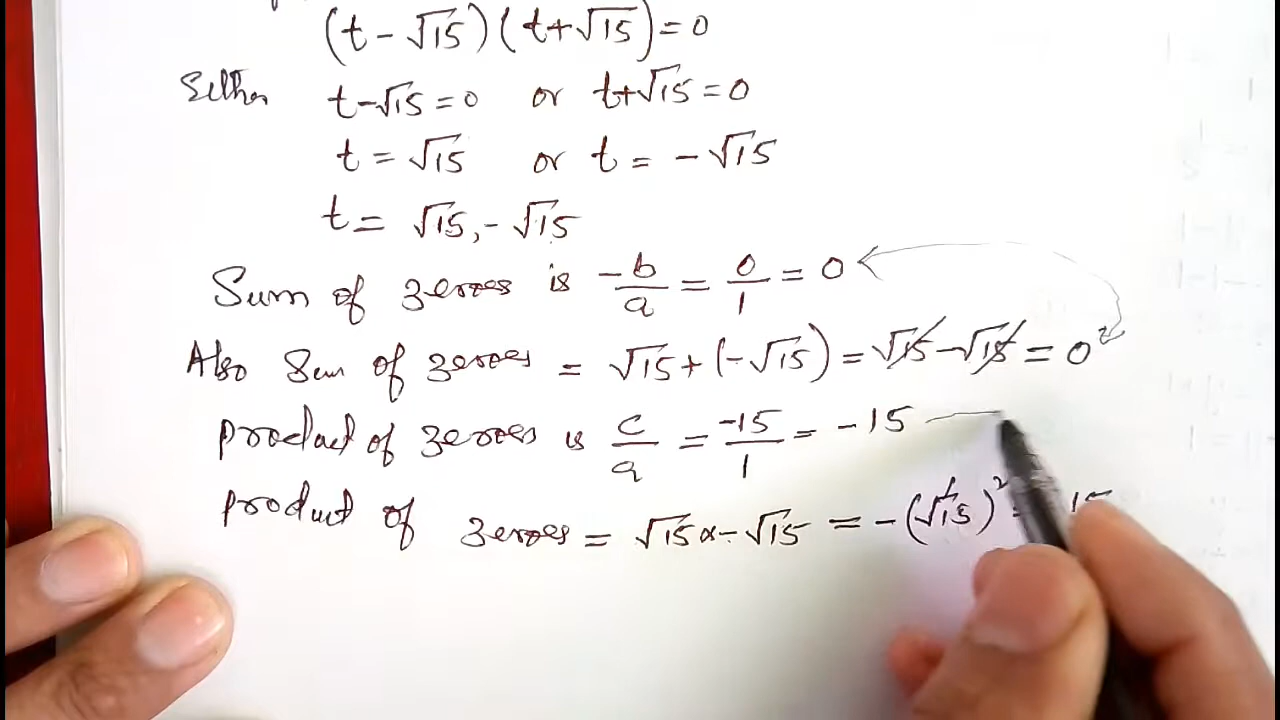 (t - √15)(t + √15) = 0
Either t - √15 = 0 or t + √15 = 0
t = √15 or t = - √15
t = √15, - √15
Sum of zeroes is -b/a = 0/1 = 0
Also Sum of zeroes = √15 + (-√15) = √15 - √15 = 0
product of zeroes is c/a = -15/1 = -15
product of zeroes = √15 × - √15 = -(√15)² 15